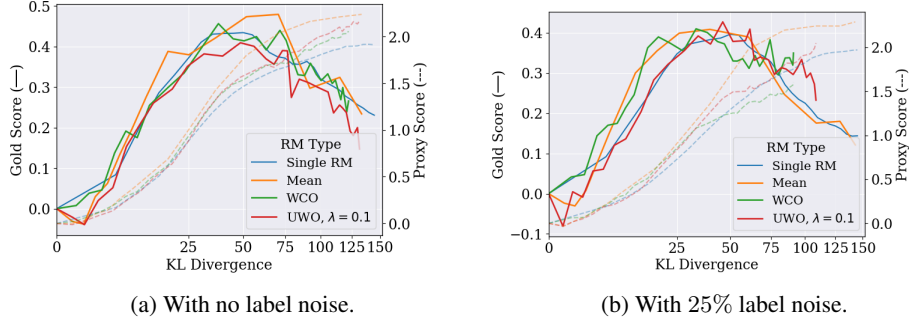 0.5
0.4
0.3
0.2
0.1
0.0
Gold Score (—)
2.0
1.5
1.0
0.5
0.0
Proxy Score (---)
RM Type
Single RM
Mean
WCO
UWO, λ = 0.1
0 25 50 75 100 125 150
KL Divergence
(a) With no label noise.
0.4
0.3
0.2
0.1
0.0
−0.1
Gold Score (—)
2.0
1.5
1.0
0.5
0.0
Proxy Score (---)
RM Type
Single RM
Mean
WCO
UWO, λ = 0.1
0 25 50 75 100 125 150
KL Divergence
(b) With 25% label noise.